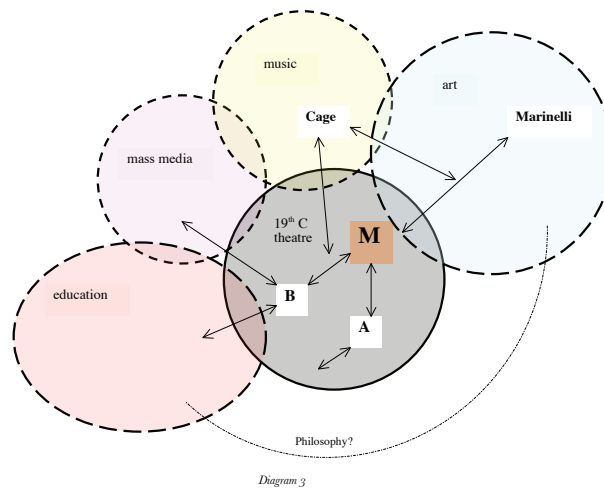 music
art
Cage
Marinelli
mass media
19th C
theatre
M
education
B
A
Philosophy?
Diagram 3